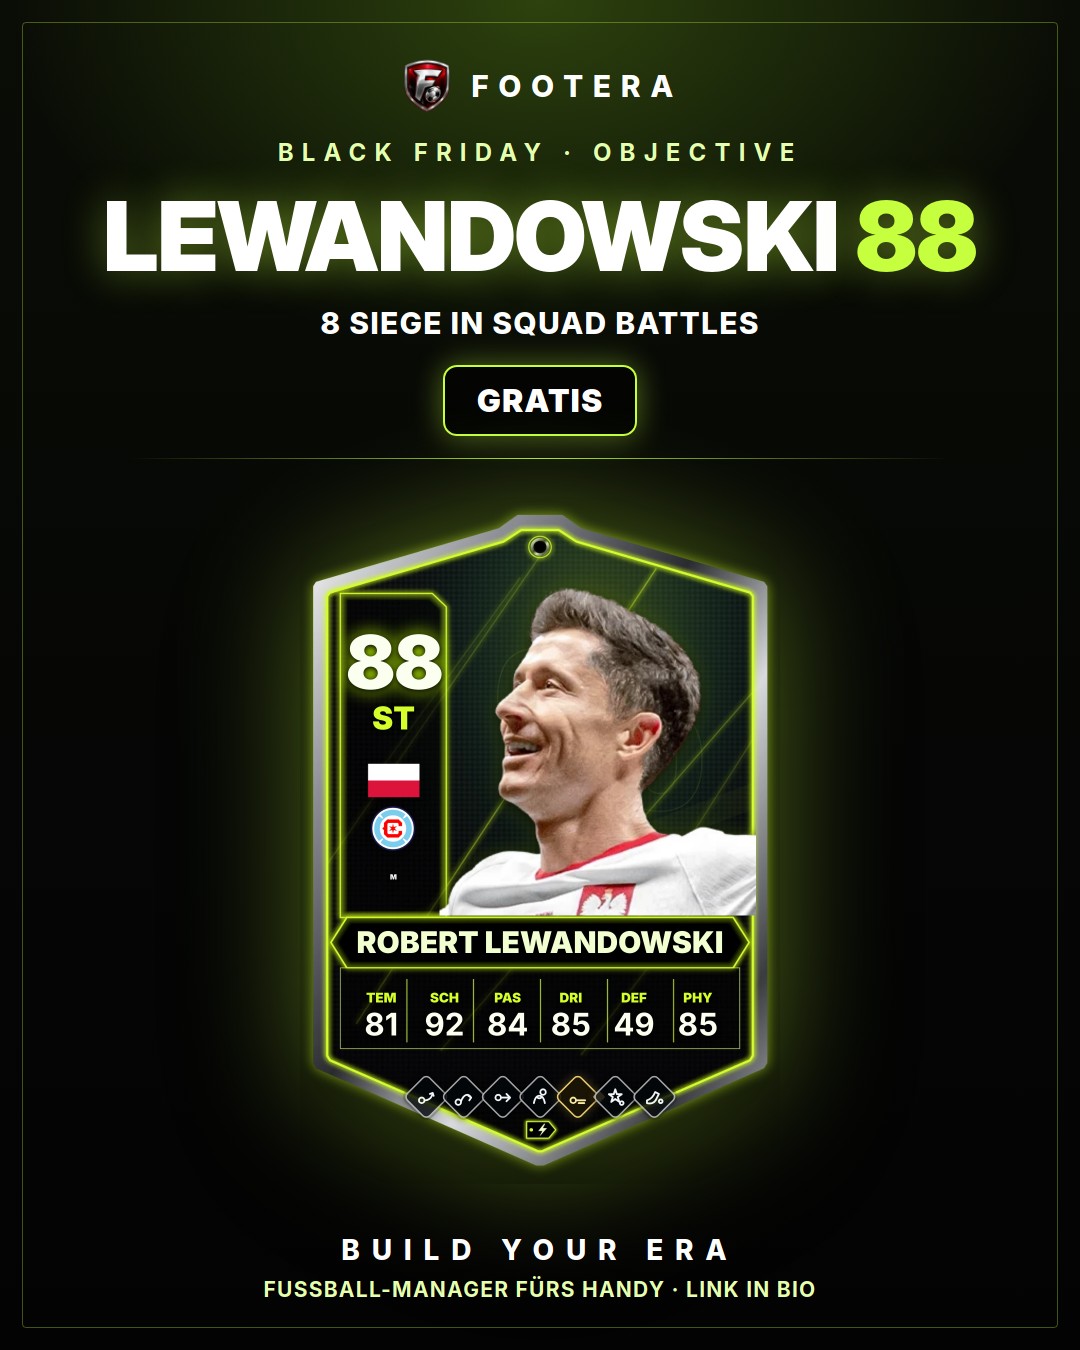 FOOTERA
BLACK FRIDAY · OBJECTIVE
LEWANDOWSKI 88
8 SIEGE IN SQUAD BATTLES
GRATIS
88
ST
C
M
ROBERT LEWANDOWSKI
TEM SCH PAS DRI DEF PHY
81 92 84 85 49 85
BUILD YOUR ERA
FUSSBALL-MANAGER FÜRS HANDY · LINK IN BIO